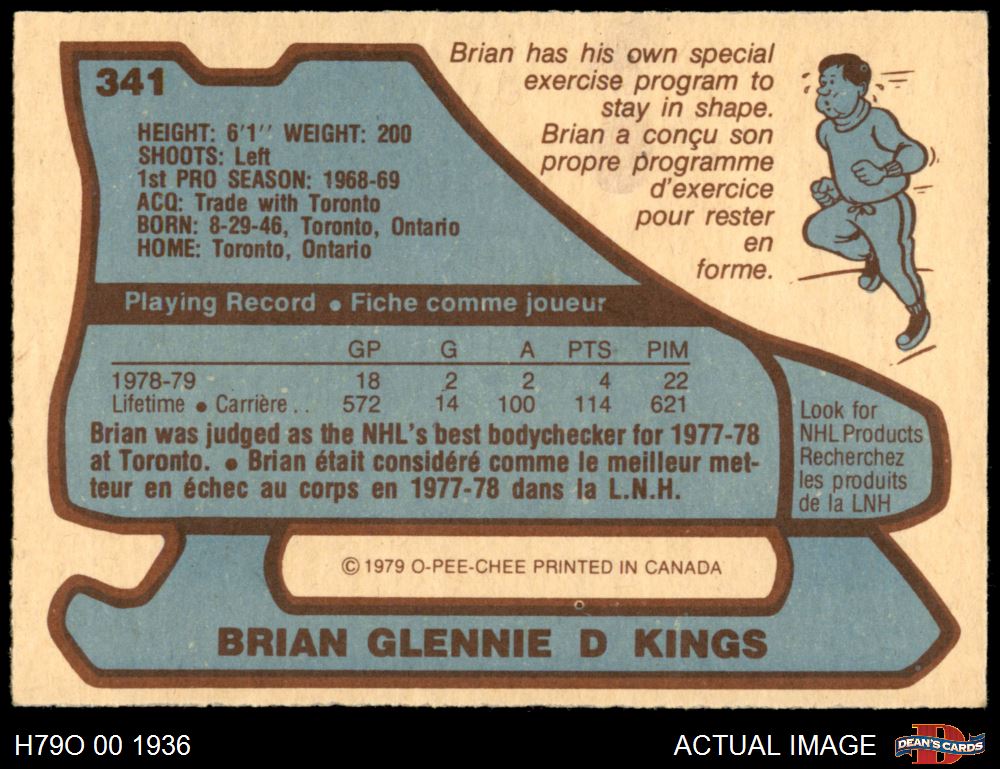 341
Brian has his own special
exercise program to
stay in shape.
Brian a conçu son
propre programme
d'exercice
pour rester
en
forme.
HEIGHT: 6'1'' WEIGHT: 200
SHOOTS: Left
1st PRO SEASON: 1968-69
ACQ: Trade with Toronto
BORN: 8-29-46, Toronto, Ontario
HOME: Toronto, Ontario
Playing Record • Fiche comme joueur
GP G A PTS PIM
1978-79 18 2 2 4 22
Lifetime • Carrière . . 572 14 100 114 621
Brian was judged as the NHL's best bodychecker for 1977-78
at Toronto. • Brian était considéré comme le meilleur met-
teur en échec au corps en 1977-78 dans la L.N.H.
Look for
NHL Products
Recherchez
les produits
de la LNH
© 1979 O-PEE-CHEE PRINTED IN CANADA
BRIAN GLENNIE D KINGS
H79O 00 1936
ACTUAL IMAGE
D
DEAN'S CARDS